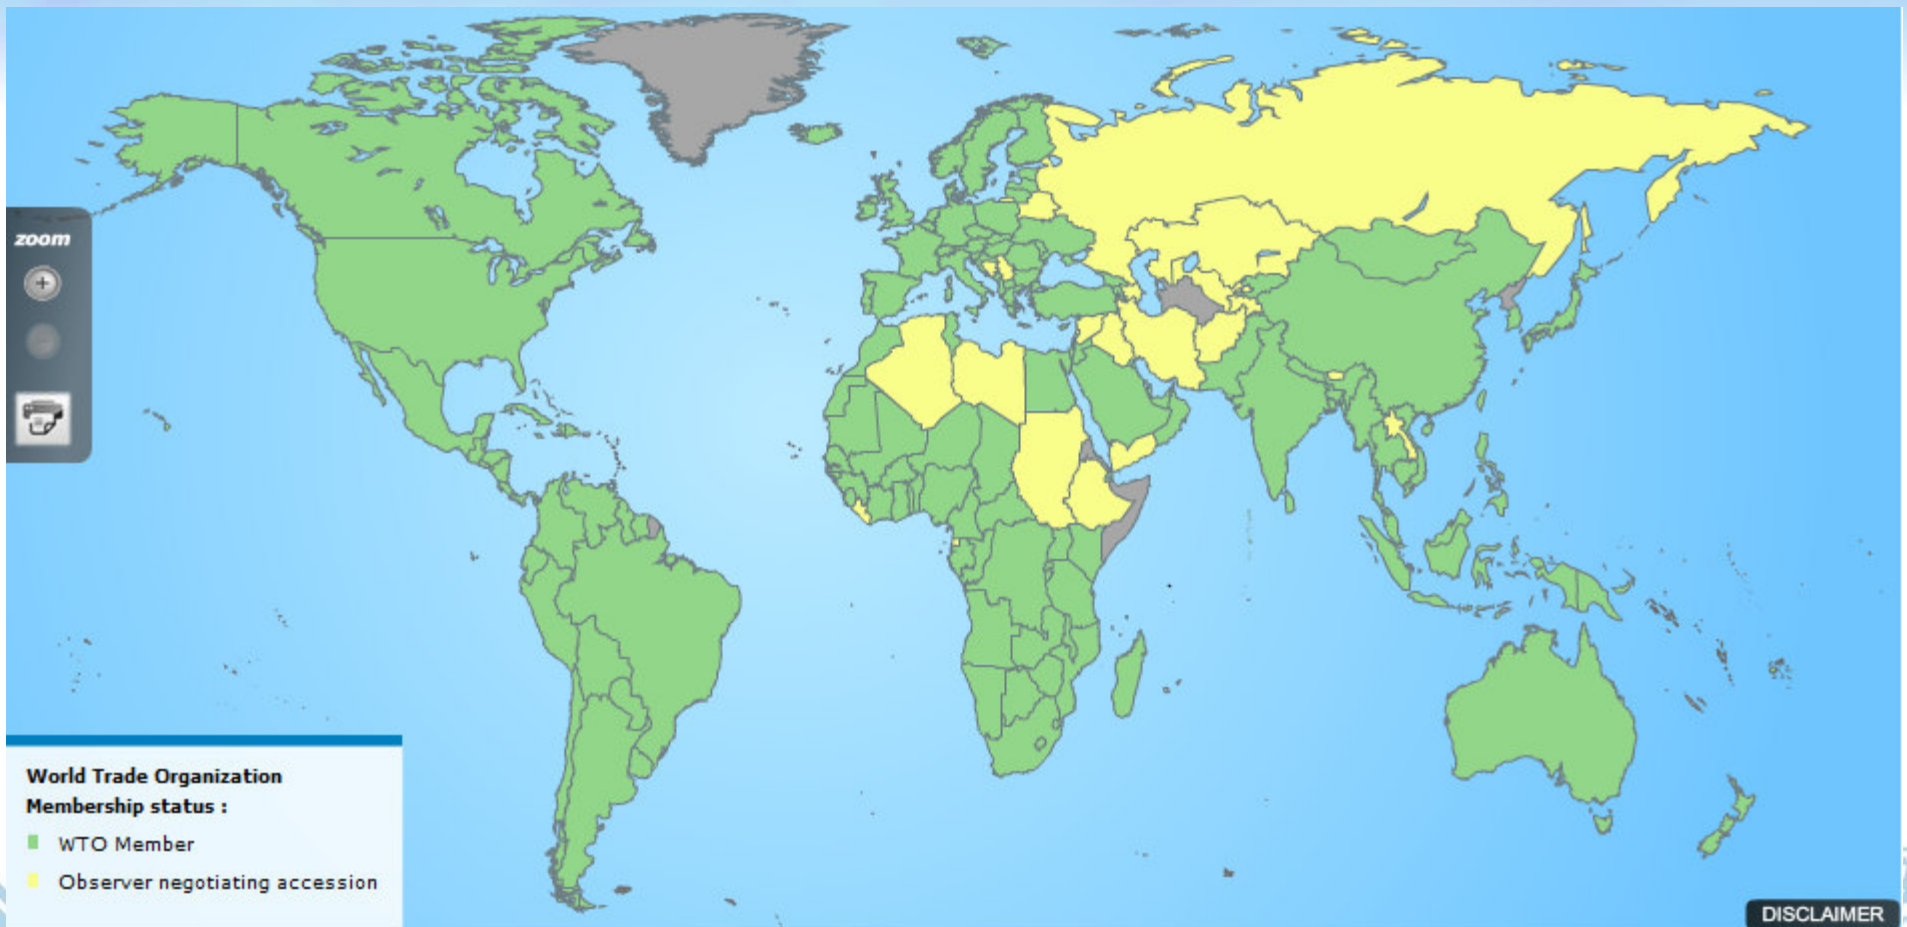 zoom
World Trade Organization
Membership status :
WTO Member
Observer negotiating accession
DISCLAIMER